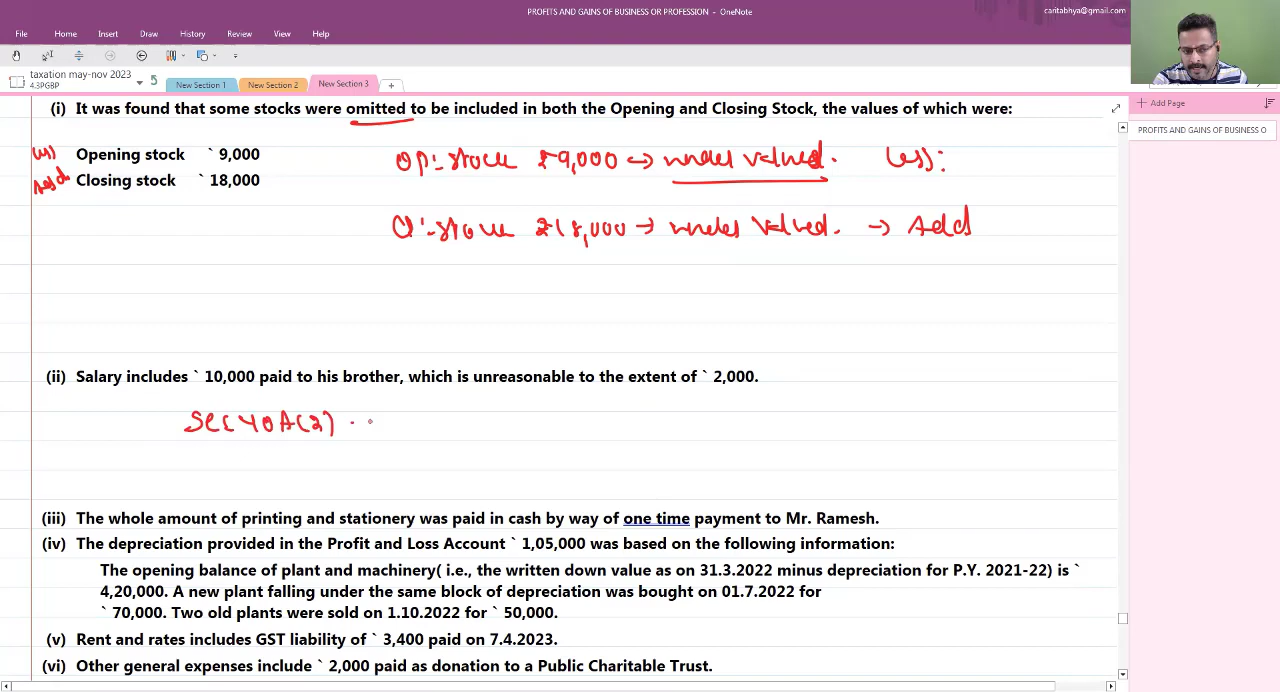 PROFITS AND GAINS OF BUSINESS OR PROFESSION - OneNote
caritabhya@gmail.com
File Home Insert Draw History Review View Help
taxation may-nov 2023
4.3PGBP
5
New Section 1 New Section 2 New Section 3
Add Page
PROFITS AND GAINS OF BUSINESS O
(i) It was found that some stocks were omitted to be included in both the Opening and Closing Stock, the values of which were:
Less Opening stock ` 9,000 Op: stock ₹9,000 → under valued. Less:
Add Closing stock ` 18,000
Cl: stock ₹18,000 → under valued. → Add
(ii) Salary includes ` 10,000 paid to his brother, which is unreasonable to the extent of ` 2,000.
Sec 40A(2)
(iii) The whole amount of printing and stationery was paid in cash by way of one time payment to Mr. Ramesh.
(iv) The depreciation provided in the Profit and Loss Account ` 1,05,000 was based on the following information:
The opening balance of plant and machinery( i.e., the written down value as on 31.3.2022 minus depreciation for P.Y. 2021-22) is `
4,20,000. A new plant falling under the same block of depreciation was bought on 01.7.2022 for
` 70,000. Two old plants were sold on 1.10.2022 for ` 50,000.
(v) Rent and rates includes GST liability of ` 3,400 paid on 7.4.2023.
(vi) Other general expenses include ` 2,000 paid as donation to a Public Charitable Trust.